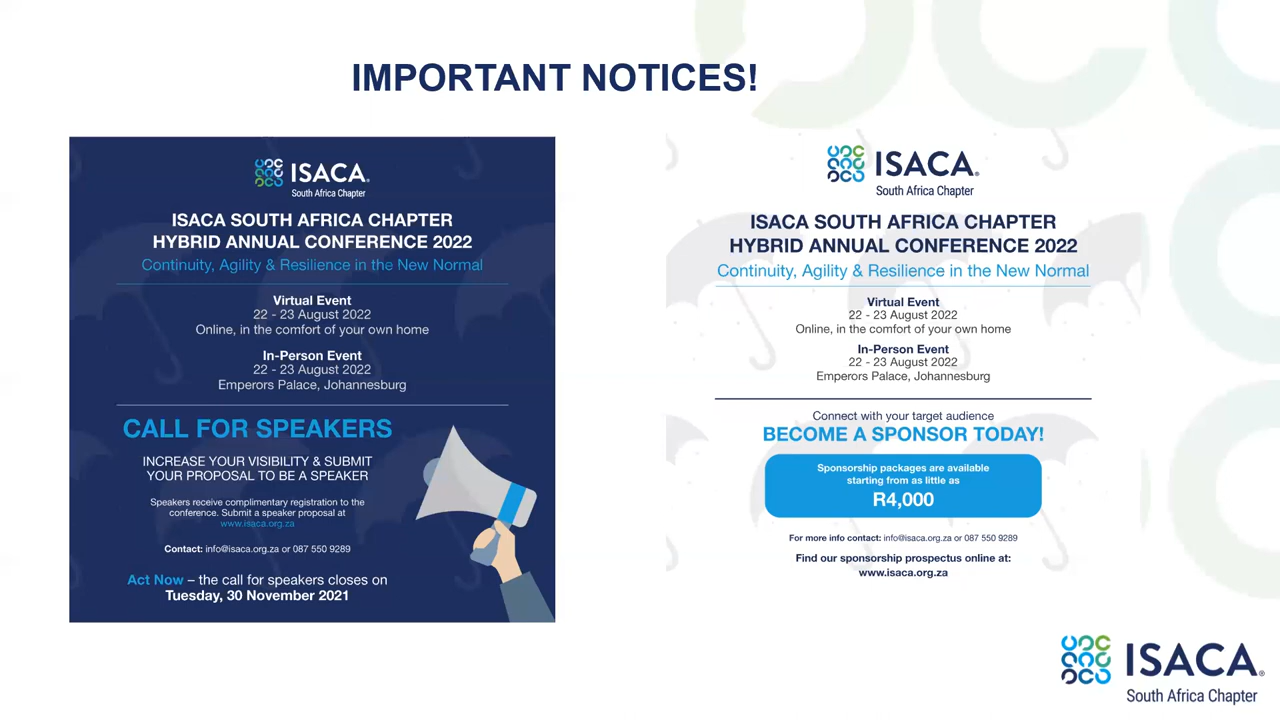 IMPORTANT NOTICES!
ISACA®
South Africa Chapter
ISACA SOUTH AFRICA CHAPTER
HYBRID ANNUAL CONFERENCE 2022
Continuity, Agility & Resilience in the New Normal
Virtual Event
22 - 23 August 2022
Online, in the comfort of your own home
In-Person Event
22 - 23 August 2022
Emperors Palace, Johannesburg
CALL FOR SPEAKERS
INCREASE YOUR VISIBILITY & SUBMIT
YOUR PROPOSAL TO BE A SPEAKER
Speakers receive complimentary registration to the
conference. Submit a speaker proposal at
www.isaca.org.za
Contact: info@isaca.org.za or 087 550 9289
Act Now – the call for speakers closes on
Tuesday, 30 November 2021
ISACA®
South Africa Chapter
ISACA SOUTH AFRICA CHAPTER
HYBRID ANNUAL CONFERENCE 2022
Continuity, Agility & Resilience in the New Normal
Virtual Event
22 - 23 August 2022
Online, in the comfort of your own home
In-Person Event
22 - 23 August 2022
Emperors Palace, Johannesburg
Connect with your target audience
BECOME A SPONSOR TODAY!
Sponsorship packages are available
starting from as little as
R4,000
For more info contact: info@isaca.org.za or 087 550 9289
Find our sponsorship prospectus online at:
www.isaca.org.za
ISACA®
South Africa Chapter